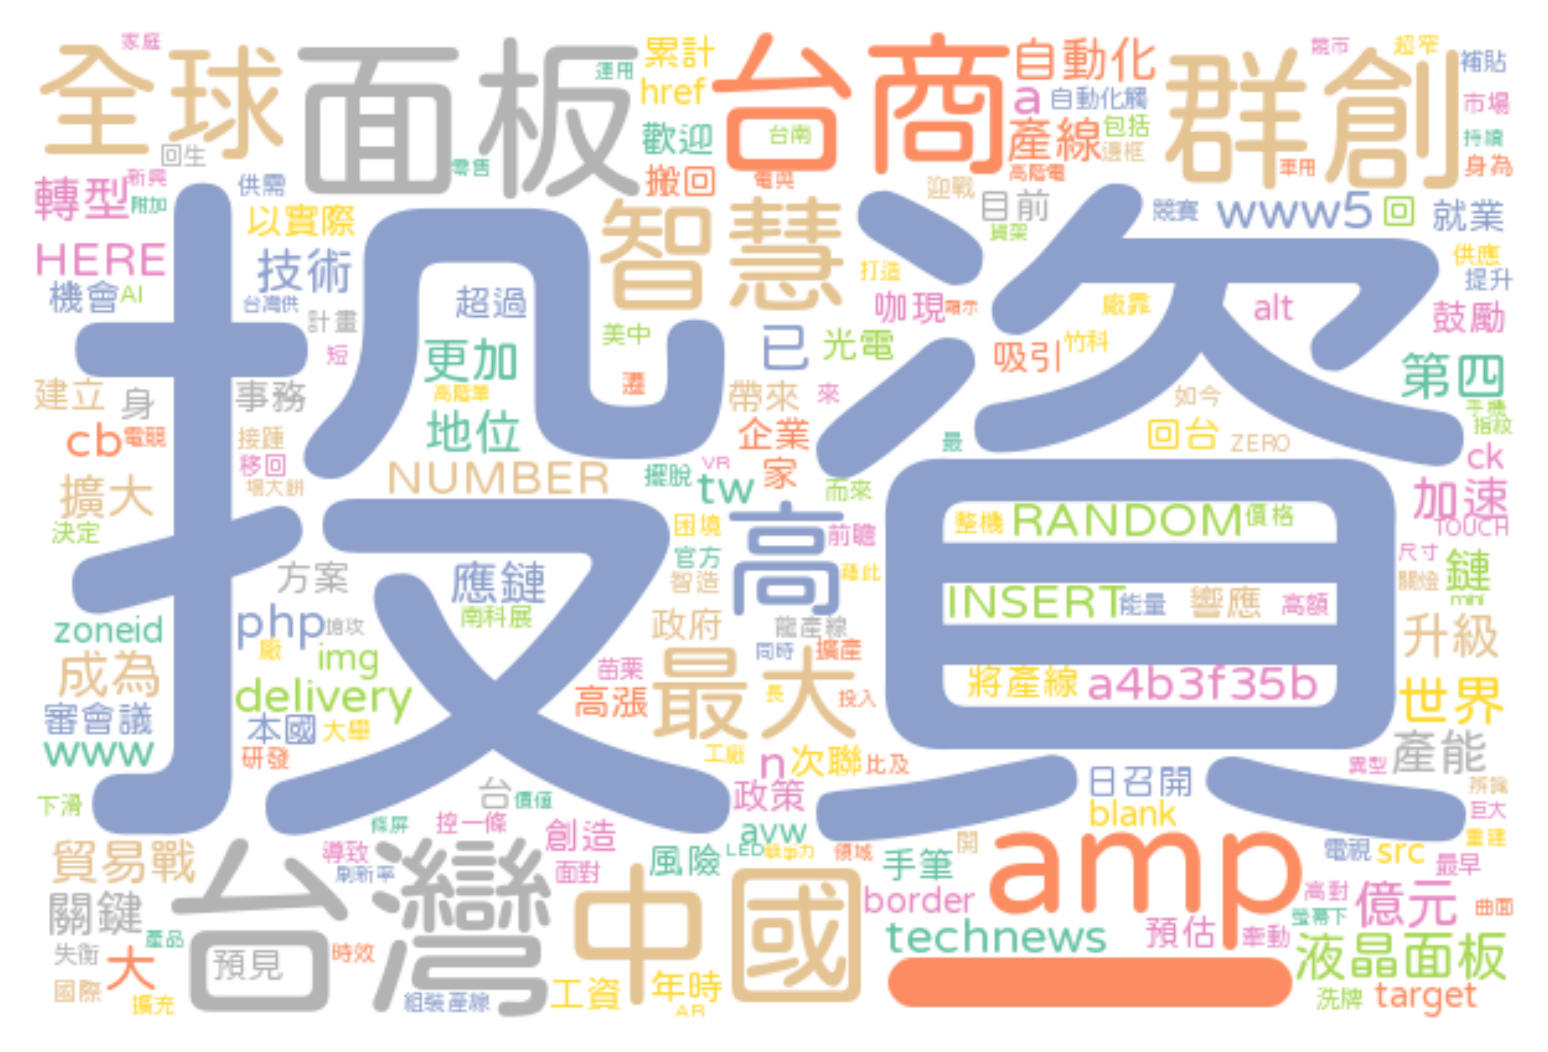 家庭
全球
面板
運用
累計
href
台商
自動化
a
自動化觸
群創
競市
超罕
補貼
市場
持續
身為
軍用
回生
零售
歡迎
台南
產線
包括
邊框
搬回
電與
高階電
轉型
新興
附加
供需
以實際
智慧
迎戰
目前
貨架
競賽
www5
回
就業
HERE
技術
機會
AI
台灣供
計畫
超過
打造
供應
提升
投資
咖現
顯示
廠靠
alt
鼓勵
短
美中
已
光電
吸引
竹科
更加
第四
建立
身
事務
高階筆
遷
帶來
來
如今
手機
指紋
cb
電競
接踵
地位
企業
最
回台
ZERO
移回
場大餅
NUMBER
擺脫
VR
家
ck
擴大
tw
而來
加速
TOUCH
決定
困境
高
前瞻
整機
RANDOM
價格
官方
智造
藉此
尺寸
關燈
鏈
mini
方案
應鏈
INSERT
能量
響應
高額
南科展
zoneid
php
搶攻
政府
龍產線
升級
廠
img
同時
擴產
成為
苗栗
最大
將產線
a4b3f35b
世界
delivery
高漲
長
投入
審會議
本國
大舉
www
研發
工廠
n
次聯
比及
產能
異型
日召開
辨識
下滑
台
價值
政策
blank
巨大
條屏
控一條
創造
avw
重建
貿易戰
導致
刷新率
面對
風險
LED
競爭力
領域
手筆
開
amp
電視
src
最早
關鍵
台灣
中國
border
高對
螢幕下
億元
曲面
產品
technews
預估
牽動
失衡
大
預見
時效
液晶面板
國際
擴充
組裝產線
工資
年時
AR
洗牌
target